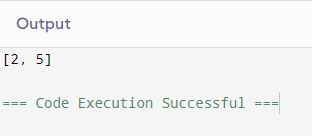 Output
[2, 5]
=== Code Execution Successful ===